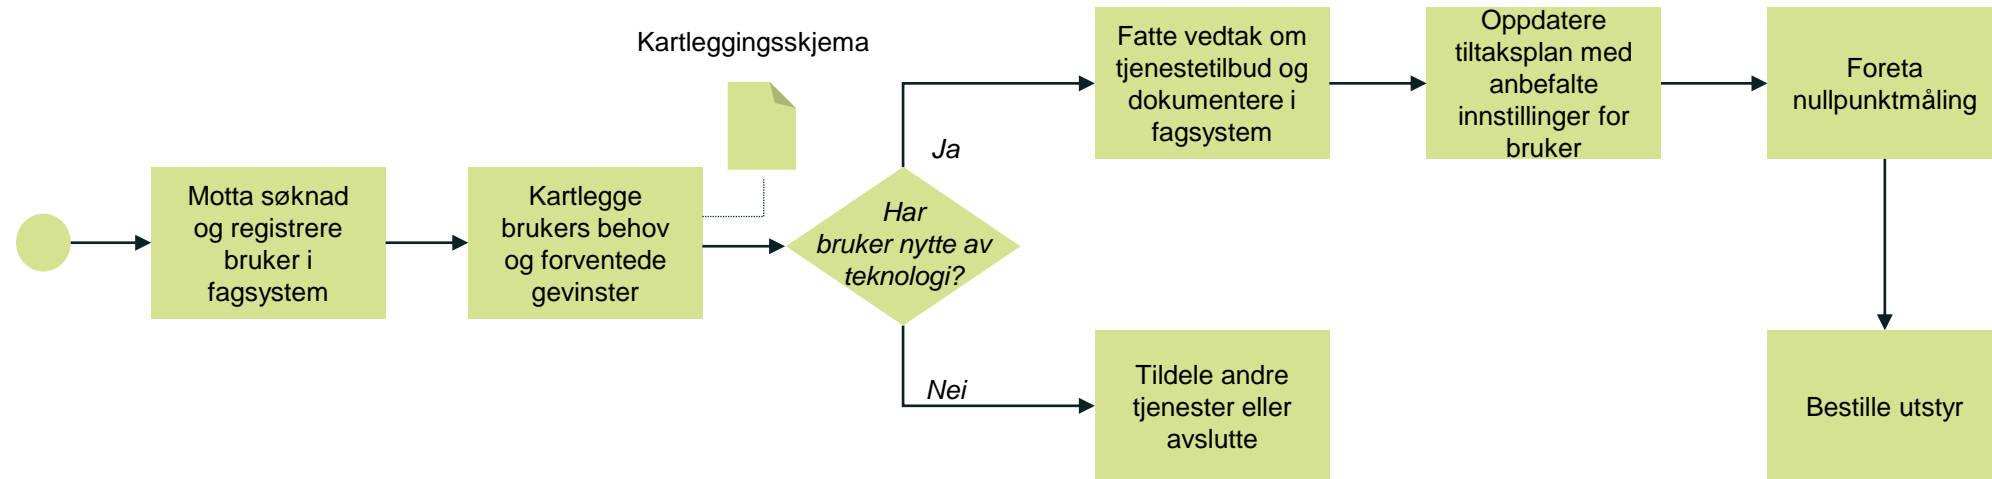 Kartleggingsskjema
Motta søknad
og registrere
bruker i
fagsystem
Kartlegge
brukers behov
og forventede
gevinster
Har
bruker nytte av
teknologi?
Ja
Fatte vedtak om
tjenestetilbud og
dokumentere i
fagsystem
Oppdatere
tiltaksplan med
anbefalte
innstillinger for
bruker
Foreta
nullpunktmåling
Nei
Tildele andre
tjenester eller
avslutte
Bestille utstyr